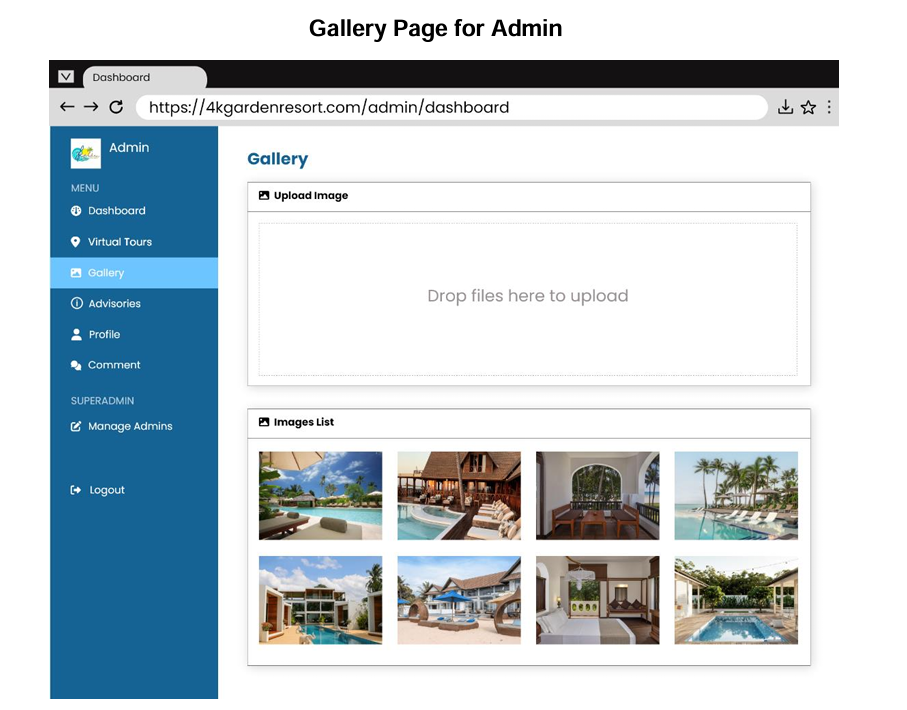 Gallery Page for Admin
Dashboard
https://4kgardenresort.com/admin/dashboard
Admin
MENU
Dashboard
Virtual Tours
Gallery
Advisories
Profile
Comment
SUPERADMIN
Manage Admins
Logout
Gallery
Upload Image
Drop files here to upload
Images List